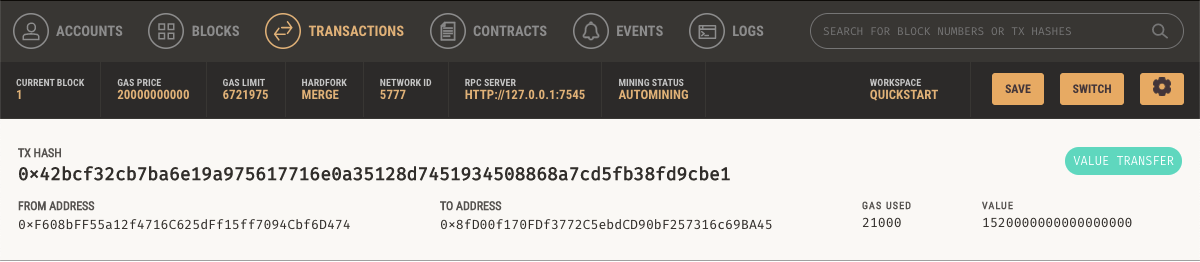 ACCOUNTS BLOCKS TRANSACTIONS CONTRACTS EVENTS LOGS SEARCH FOR BLOCK NUMBERS OR TX HASHES
CURRENT BLOCK GAS PRICE GAS LIMIT HARDFORK NETWORK ID RPC SERVER MINING STATUS WORKSPACE
1 20000000000 6721975 MERGE 5777 HTTP://127.0.0.1:7545 AUTOMINING QUICKSTART SAVE SWITCH
TX HASH
0×42bcf32cb7ba6e19a975617716e0a35128d7451934508868a7cd5fb38fd9cbe1 VALUE TRANSFER
FROM ADDRESS TO ADDRESS GAS USED VALUE
0×F608bFF55a12f4716C625dFf15ff7094Cbf6D474 0×8fD00f170FDf3772C5ebdCD90bF257316c69BA45 21000 1520000000000000000